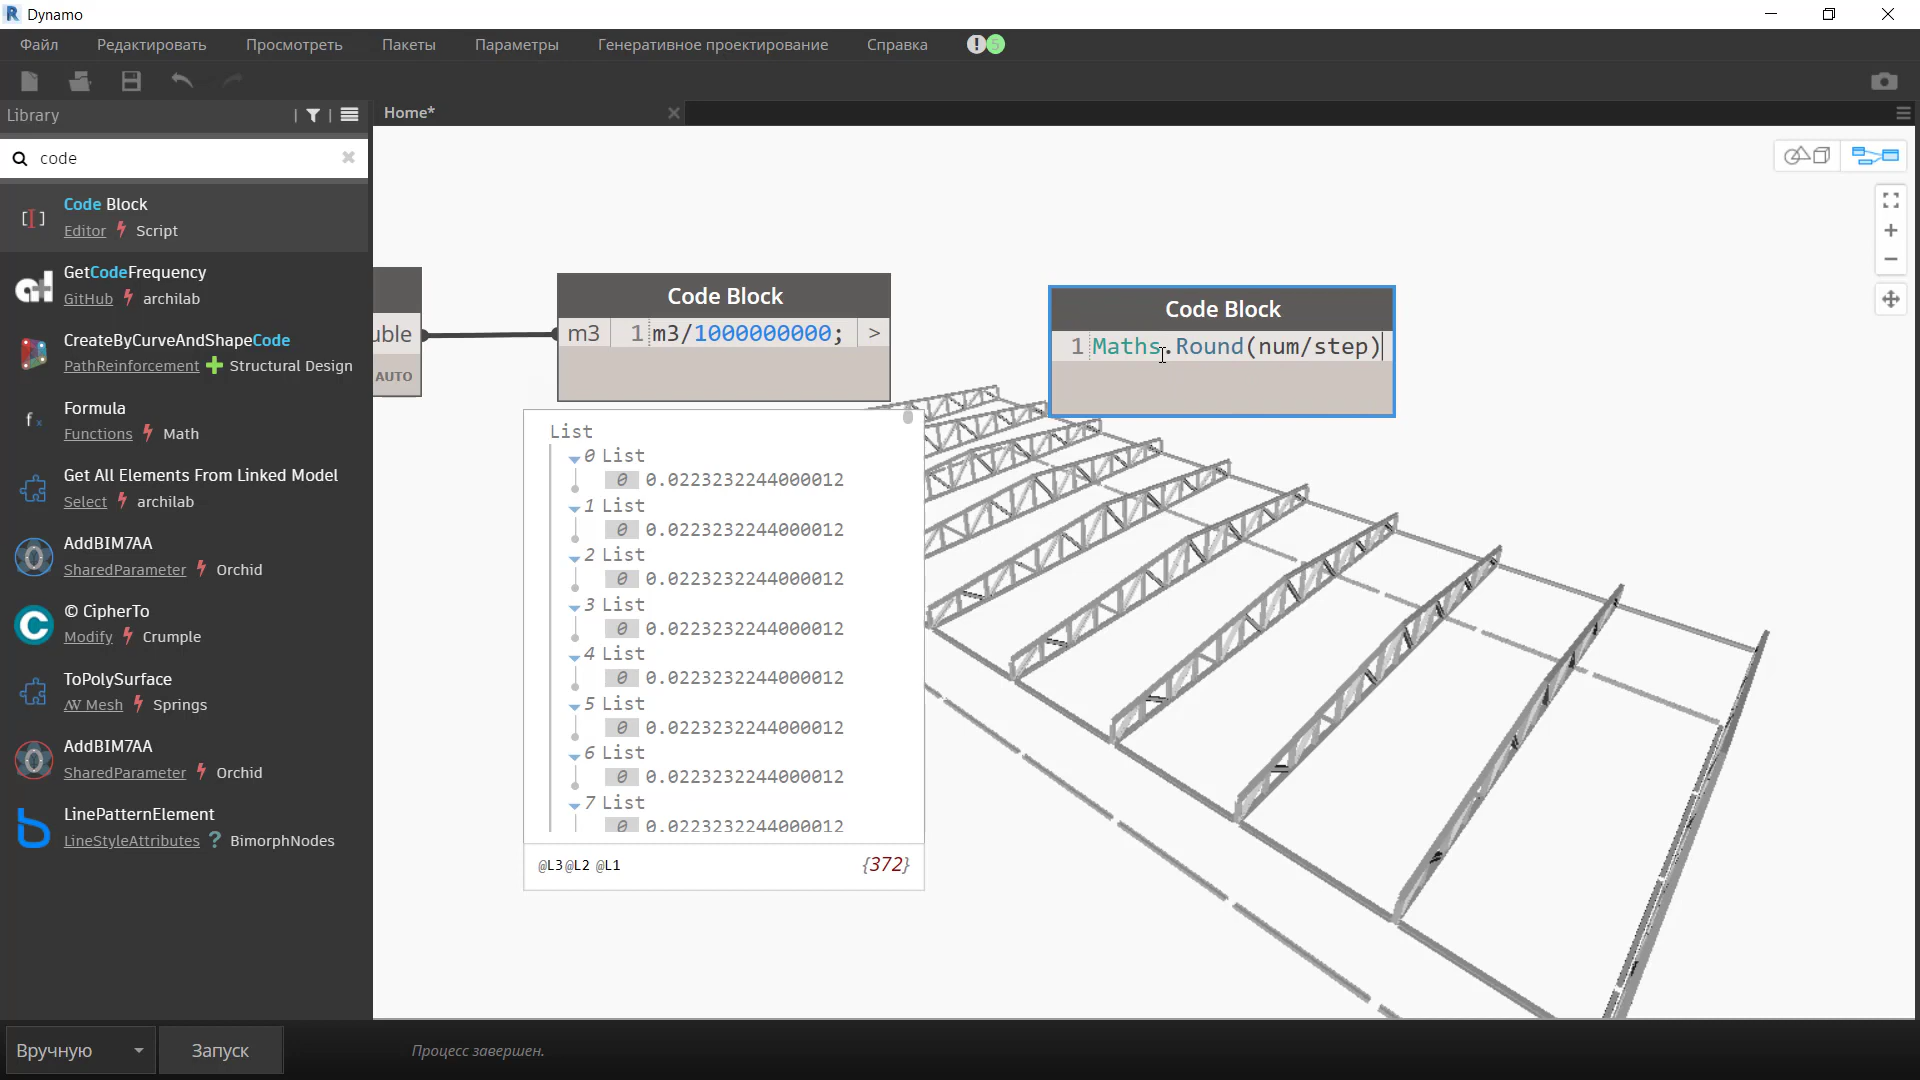 Dynamo
Файл Редактировать Просмотреть Пакеты Параметры Генеративное проектирование Справка
Library
Home*
code
Code Block
Editor Script
GetCodeFrequency
GitHub archilab
CreateByCurveAndShapeCode
PathReinforcement Structural Design
Formula
Functions Math
Get All Elements From Linked Model
Select archilab
AddBIM7AA
SharedParameter Orchid
© CipherTo
Modify Crumple
ToPolySurface
Mesh Springs
AddBIM7AA
SharedParameter Orchid
LinePatternElement
LineStyleAttributes ? BimorphNodes
uble
AUTO
Code Block
m3 1 m3/1000000000; >
Code Block
1 Maths.Round(num/step)
List
0 List
0 0.0223232244000012
1 List
0 0.0223232244000012
2 List
0 0.0223232244000012
3 List
0 0.0223232244000012
4 List
0 0.0223232244000012
5 List
0 0.0223232244000012
6 List
0 0.0223232244000012
7 List
0 0.0223232244000012
@L3 @L2 @L1 {372}
Вручную Запуск Процесс завершен.